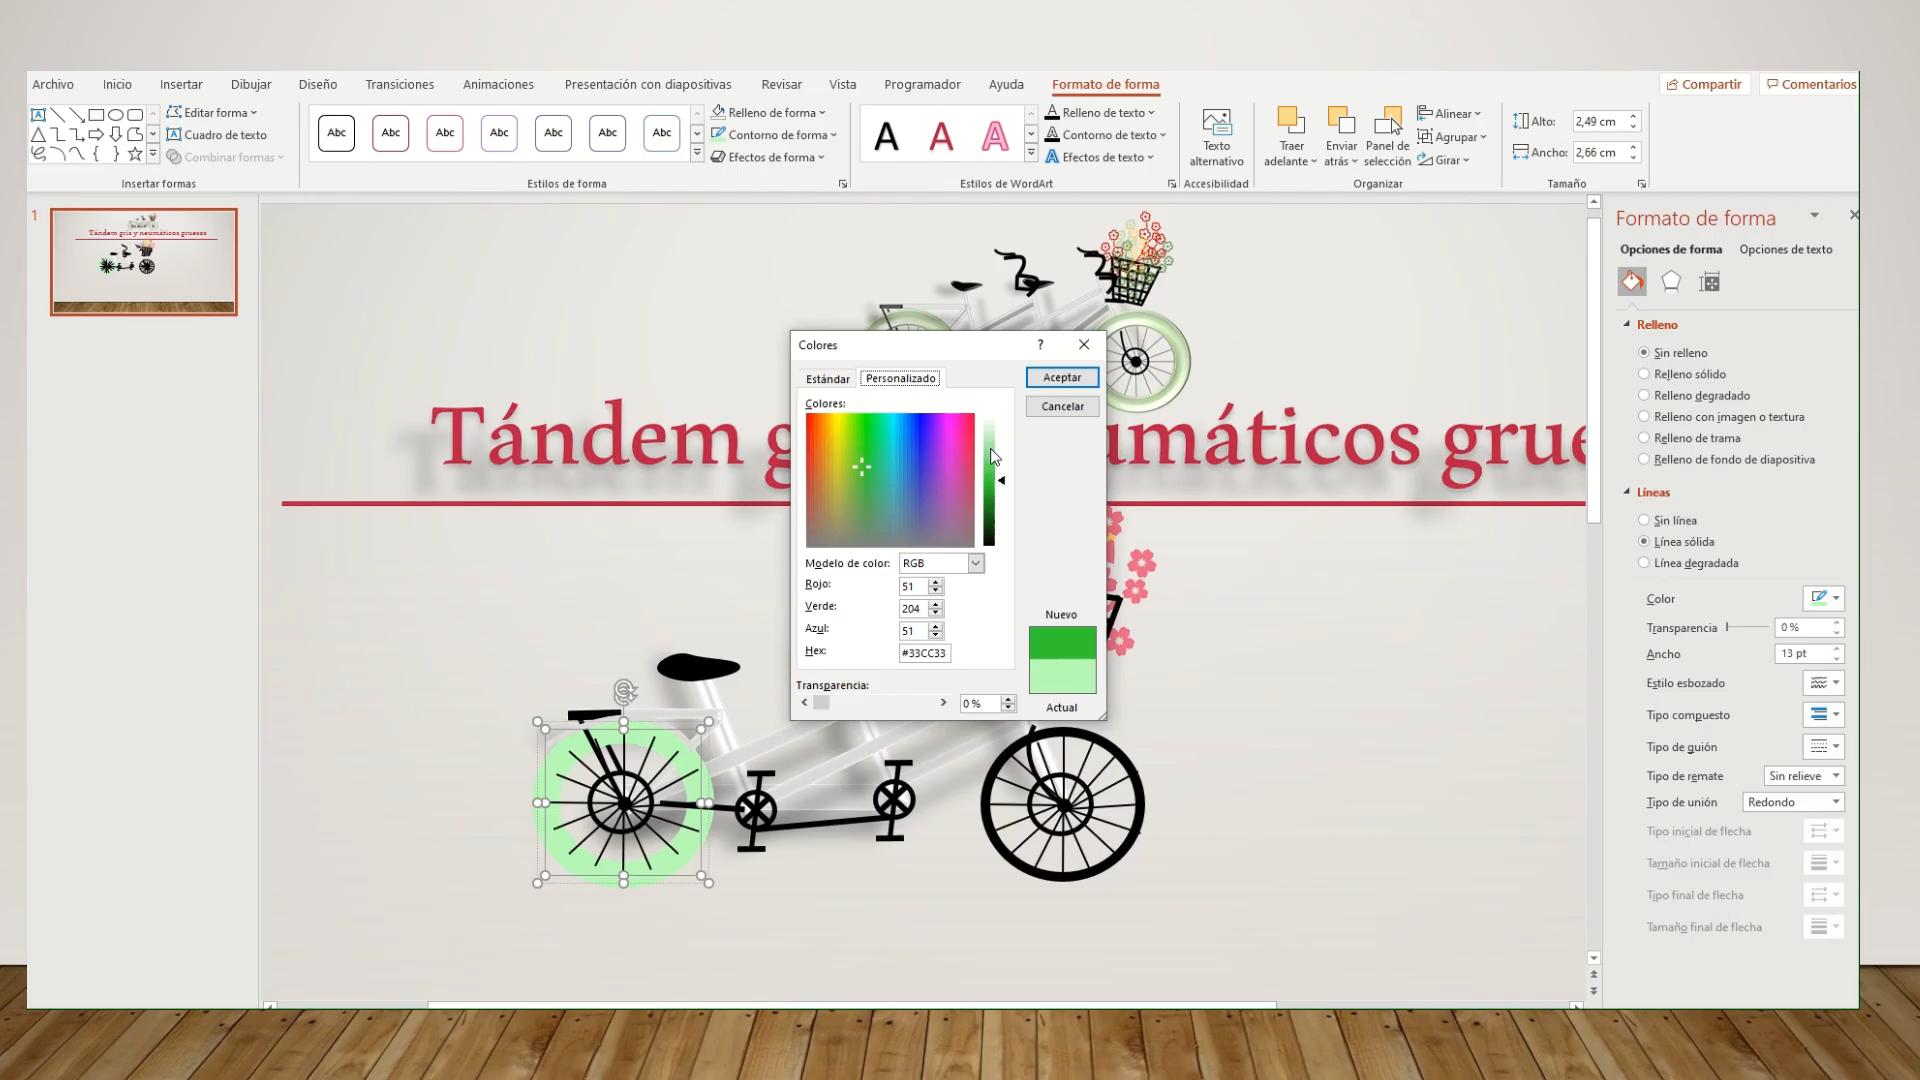 Archivo Inicio Insertar Dibujar Diseño Transiciones Animaciones Presentación con diapositivas Revisar Vista Programador Ayuda Formato de forma Compartir Comentarios
Editar forma
Cuadro de texto
Combinar formas
Insertar formas
Abc Abc Abc Abc Abc Abc Abc
Relleno de forma
Contorno de forma
Efectos de forma
Estilos de forma
A A A
Relleno de texto
Contorno de texto
Efectos de texto
Estilos de WordArt
Texto alternativo
Accesibilidad
Traer adelante
Enviar atrás
Panel de selección
Alinear
Agrupar
Girar
Organizar
Alto: 2,49 cm
Ancho: 2,66 cm
Tamaño
1
Tándem gris y neumáticos gruesos
Tándem g
umáticos grue
Colores
?
Estándar Personalizado
Aceptar
Cancelar
Colores:
Modelo de color: RGB
Rojo: 51
Verde: 204
Azul: 51
Hex: #33CC33
Transparencia:
0 %
Nuevo
Actual
Formato de forma
Opciones de forma Opciones de texto
Relleno
Sin relleno
Relleno sólido
Relleno degradado
Relleno con imagen o textura
Relleno de trama
Relleno de fondo de diapositiva
Líneas
Sin línea
Línea sólida
Línea degradada
Color
Transparencia 0 %
Ancho 13 pt
Estilo esbozado
Tipo compuesto
Tipo de guión
Tipo de remate Sin relieve
Tipo de unión Redondo
Tipo inicial de flecha
Tamaño inicial de flecha
Tipo final de flecha
Tamaño final de flecha